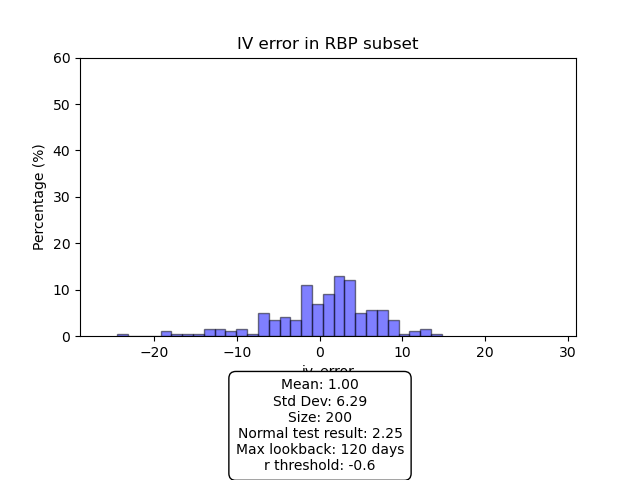 IV error in RBP subset
Percentage (%)
60
50
40
30
20
10
0
−20
−10
0
10
20
30
iv_error
Mean: 1.00
Std Dev: 6.29
Size: 200
Normal test result: 2.25
Max lookback: 120 days
r threshold: -0.6